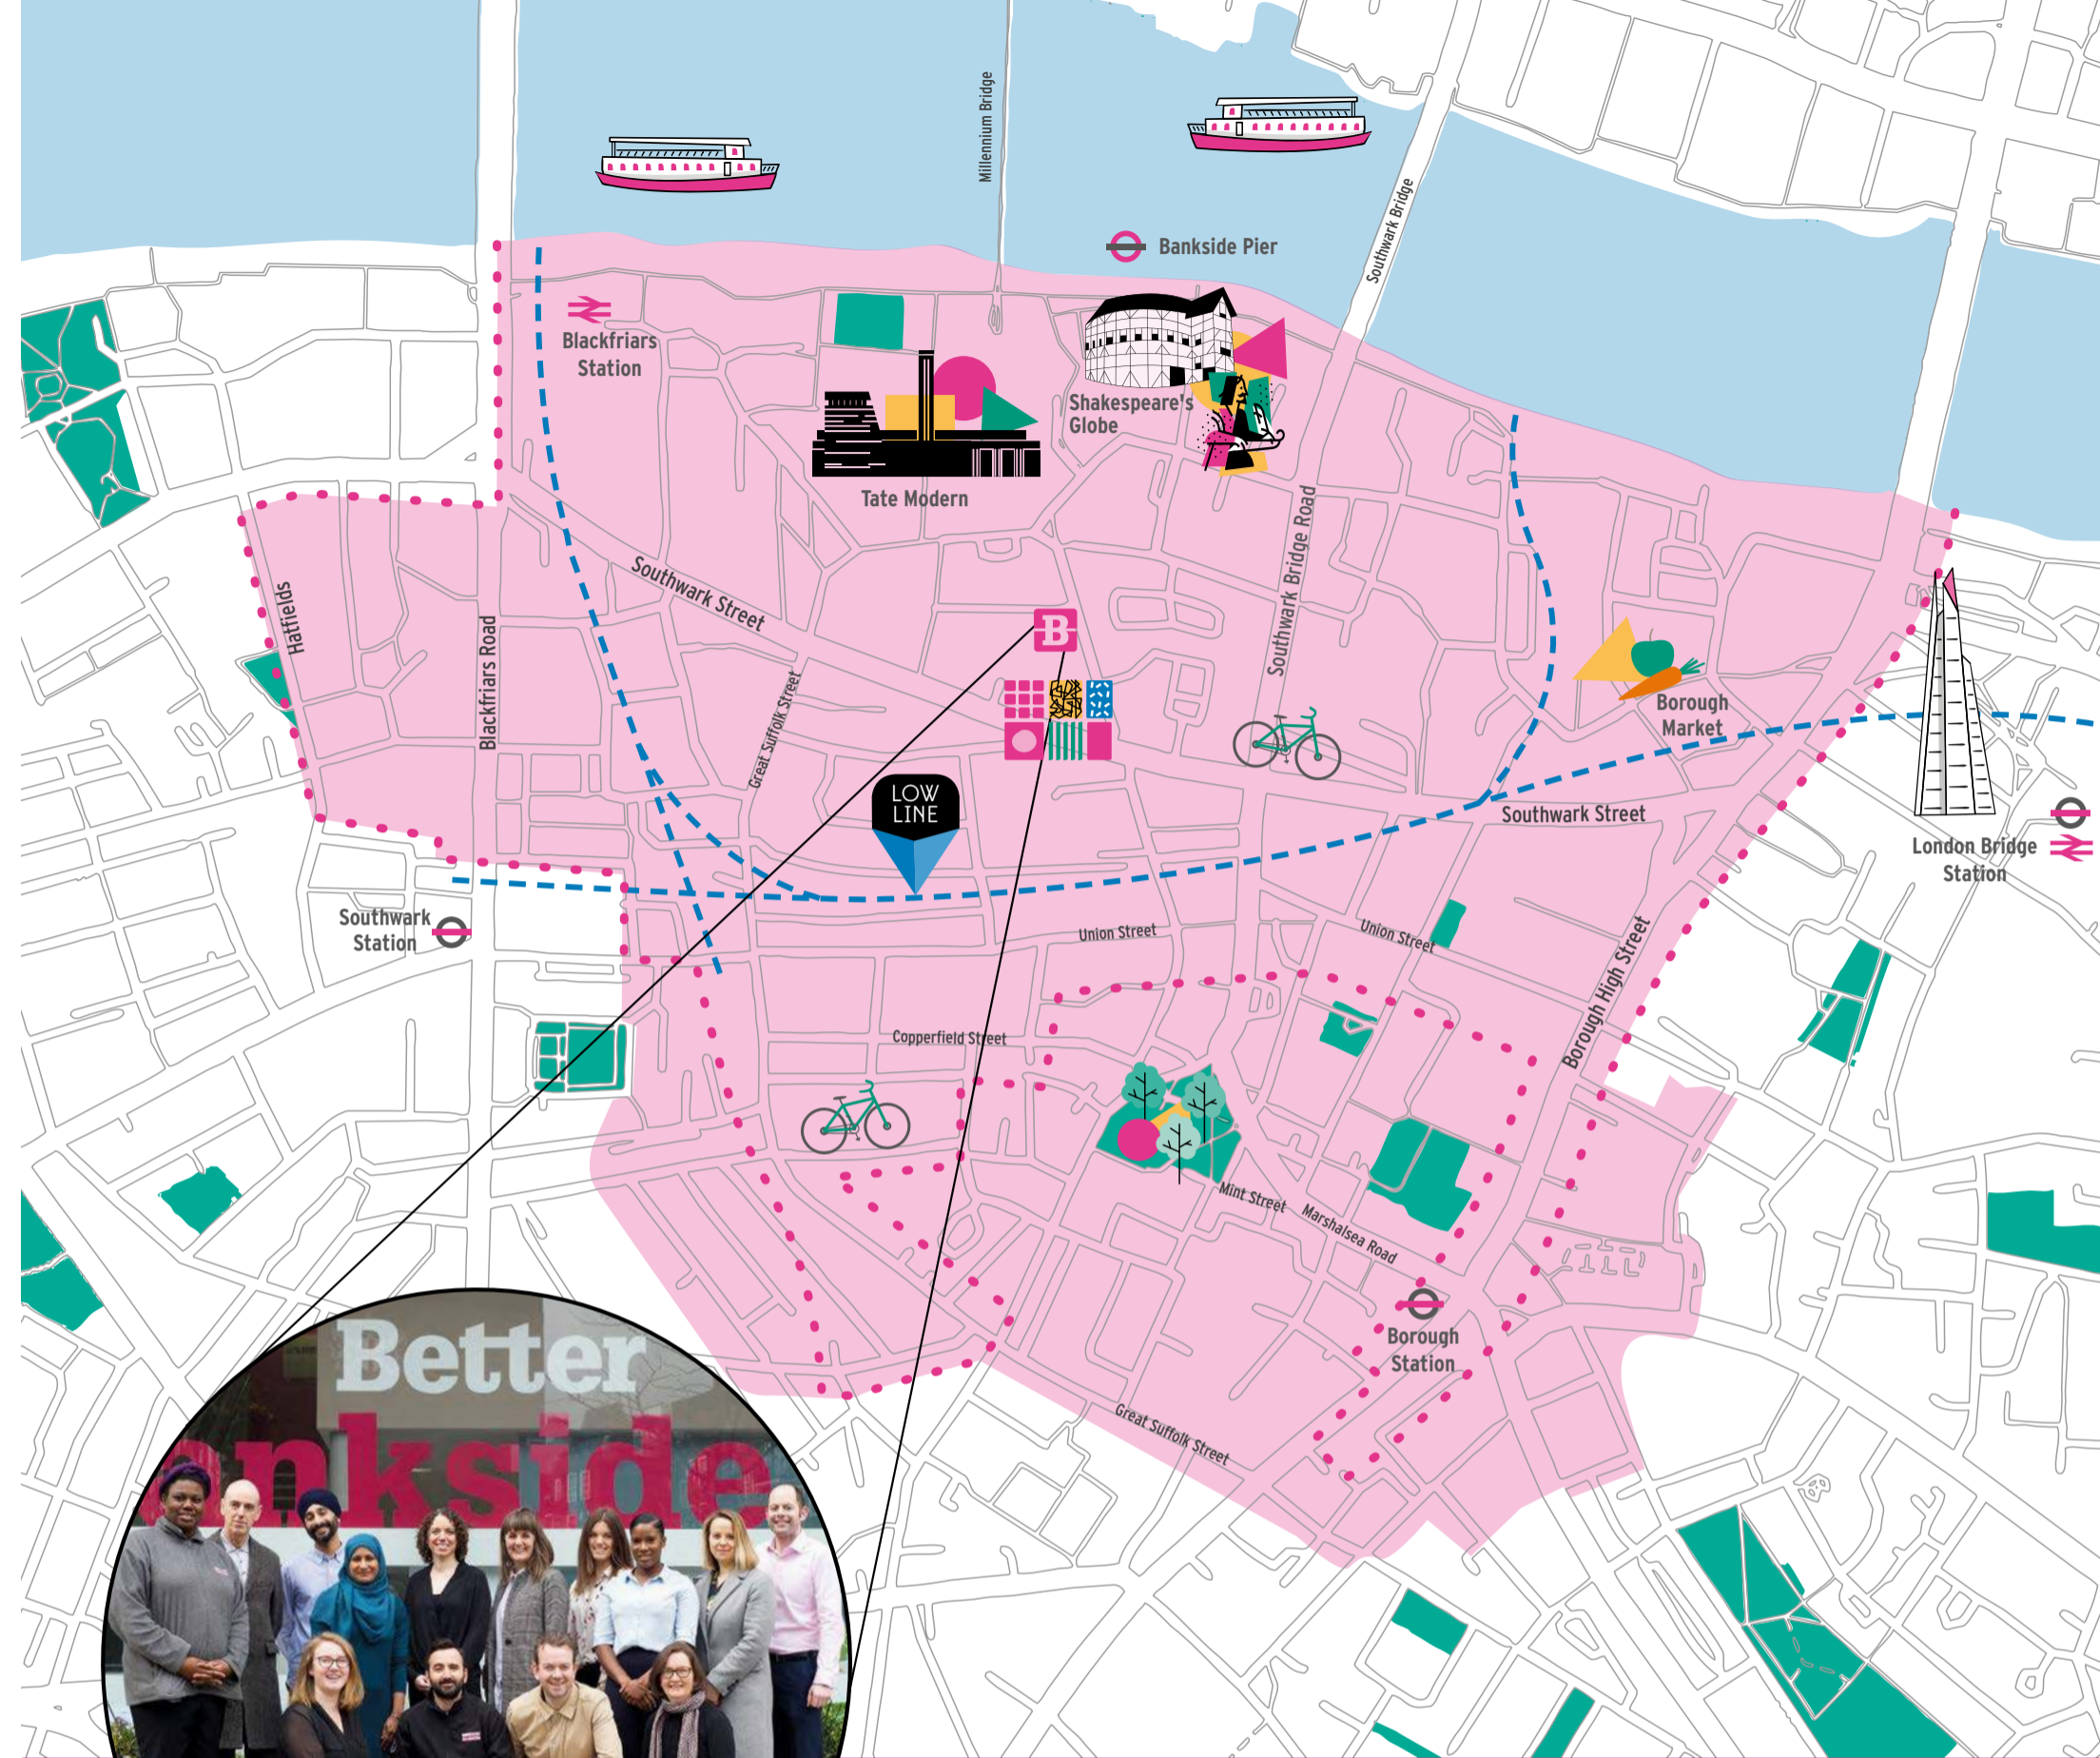 Millennium Bridge
Southwark Bridge
Bankside Pier
Blackfriars
Station
Shakespeare's
Globe
Tate Modern
Southwark Bridge Road
Hatfields
Southwark Street
Blackfriars Road
B
Great Suffolk Street
Borough
Market
LOW
LINE
Southwark Street
London Bridge
Station
Southwark
Station
Union Street
Union Street
Borough High Street
Copperfield Street
Mint Street
Marshalsea Road
Borough
Station
Great Suffolk Street
Better
ankside